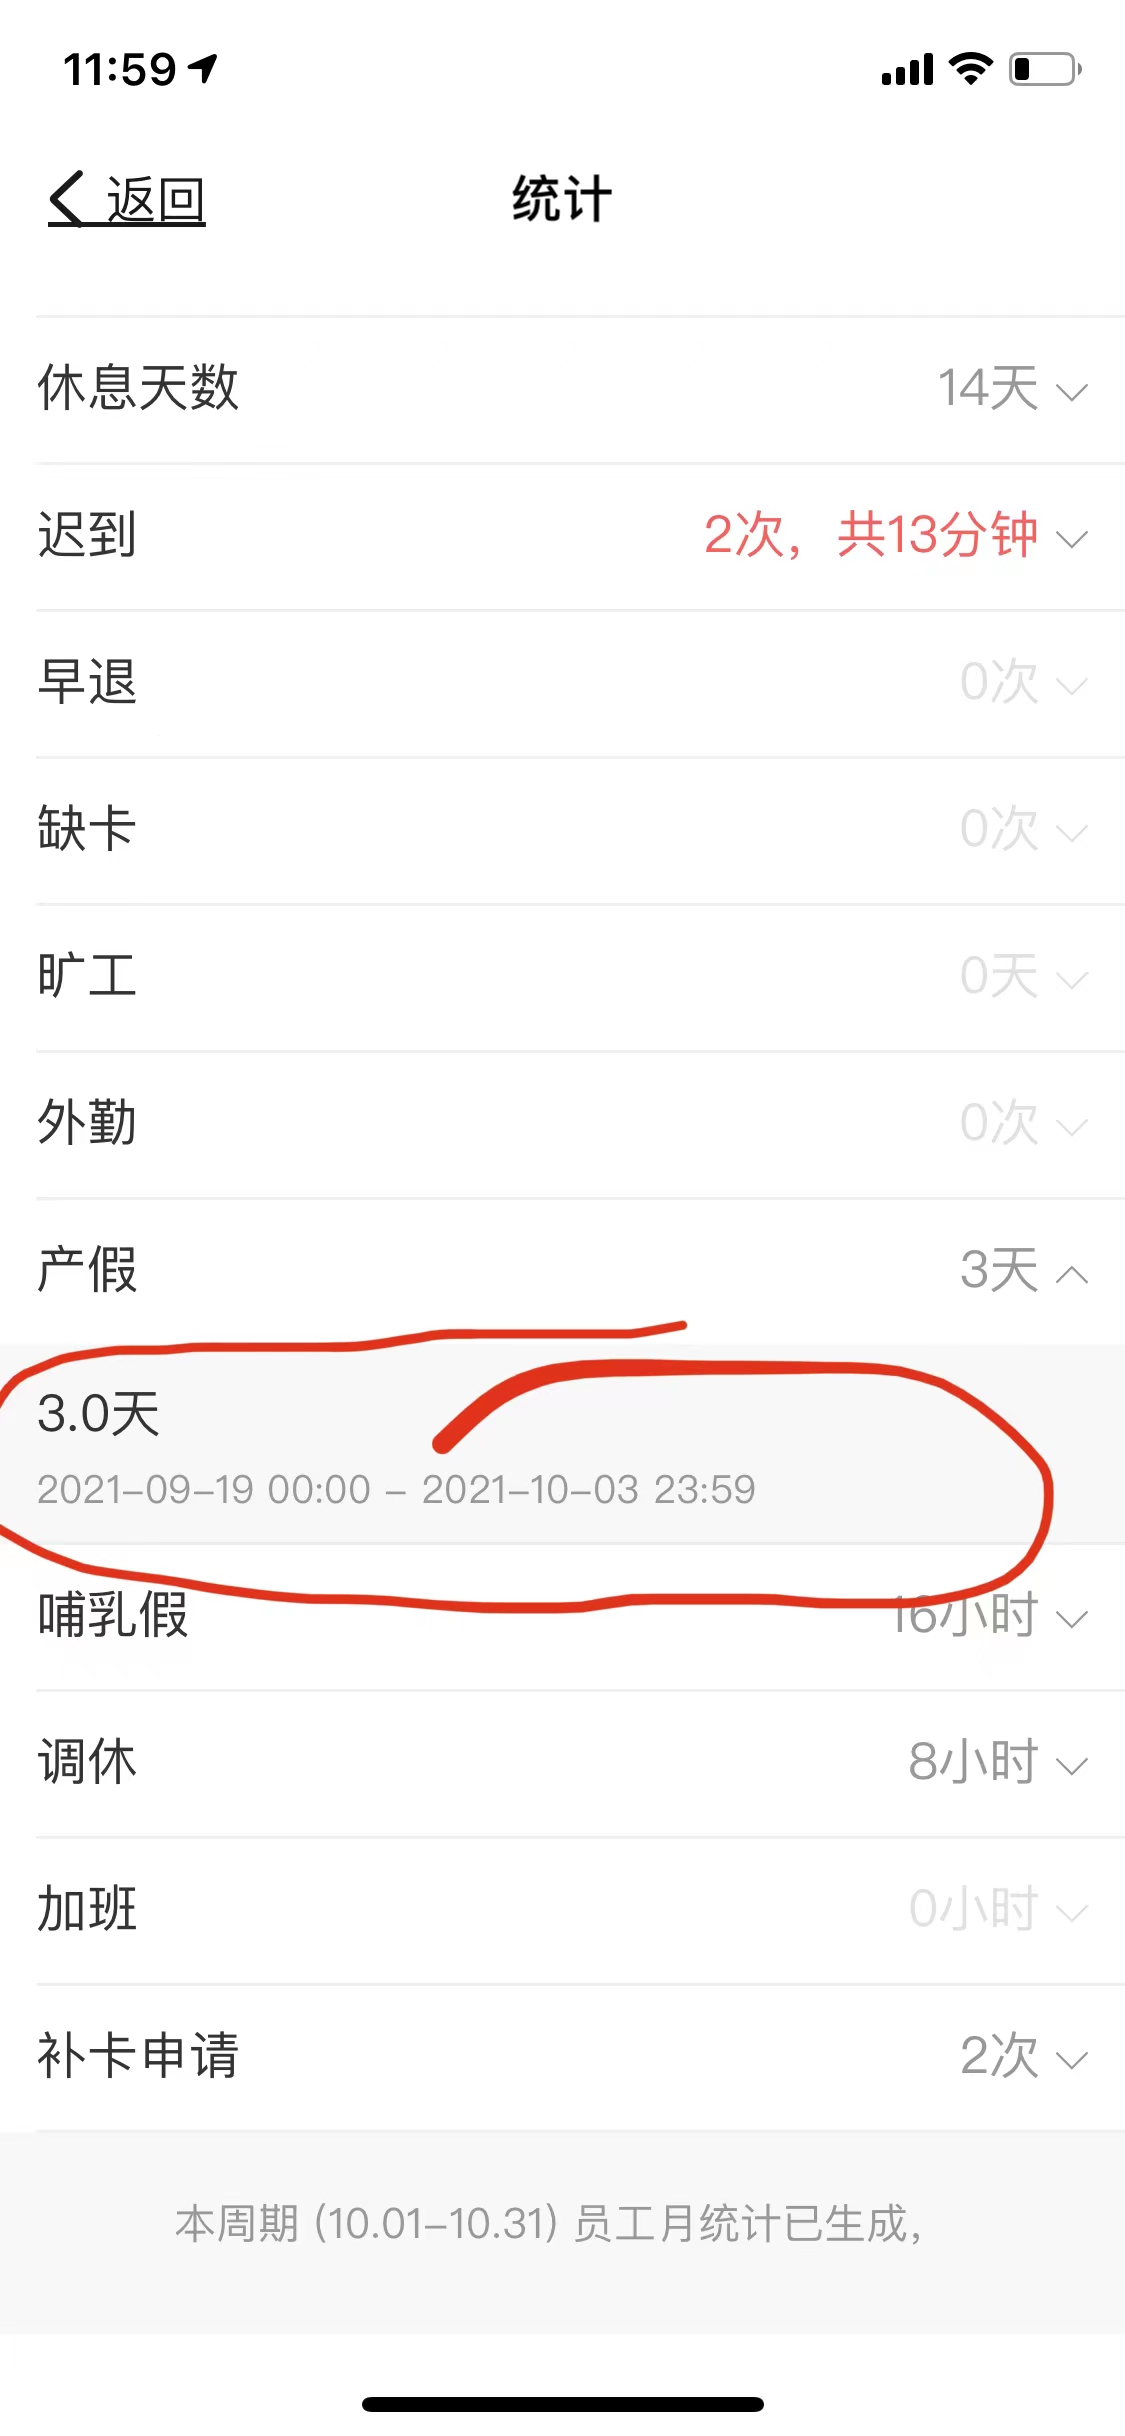 11:59
返回
统计
休息天数
14天
迟到
2次，共13分钟
早退
0次
缺卡
0次
旷工
0天
外勤
0次
产假
3天
3.0天
2021-09-19 00:00 - 2021-10-03 23:59
哺乳假
16小时
调休
8小时
加班
0小时
补卡申请
2次
本周期 (10.01-10.31) 员工月统计已生成，